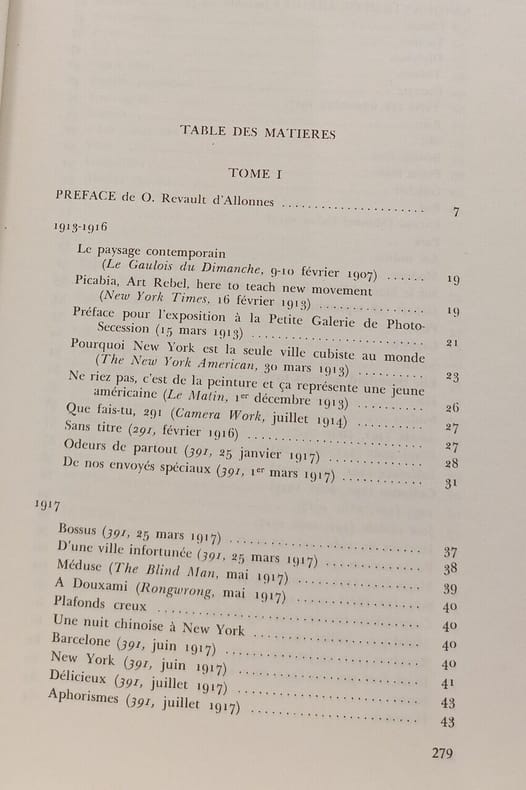 TABLE DES MATIERES
TOME I
PREFACE de O. Revault d'Allonnes ...................... 7
1913-1916
Le paysage contemporain
(Le Gaulois du Dimanche, 9-10 février 1907) ...... 19
Picabia, Art Rebel, here to teach new movement
(New York Times, 16 février 1913) ................ 19
Préface pour l'exposition à la Petite Galerie de Photo-
Secession (15 mars 1913) .......................... 21
Pourquoi New York est la seule ville cubiste au monde
(The New York American, 30 mars 1913) .......... 23
Ne riez pas, c'est de la peinture et ça représente une jeune
américaine (Le Matin, 1er décembre 1913) .......... 26
Que fais-tu, 291 (Camera Work, juillet 1914) .......... 27
Sans titre (291, février 1916) .......................... 27
Odeurs de partout (391, 25 janvier 1917) .............. 28
De nos envoyés spéciaux (391, 1er mars 1917) ............ 31
1917
Bossus (391, 25 mars 1917) ............................ 37
D'une ville infortunée (391, 25 mars 1917) .............. 38
Méduse (The Blind Man, mai 1917) .................... 39
A Douxami (Rongwrong, mai 1917) .................... 40
Plafonds creux ...................................... 40
Une nuit chinoise à New York ........................ 40
Barcelone (391, juin 1917) ............................ 40
New York (391, juin 1917) ............................ 41
Délicieux (391, juillet 1917) .......................... 43
Aphorismes (391, juillet 1917) .......................... 43
279